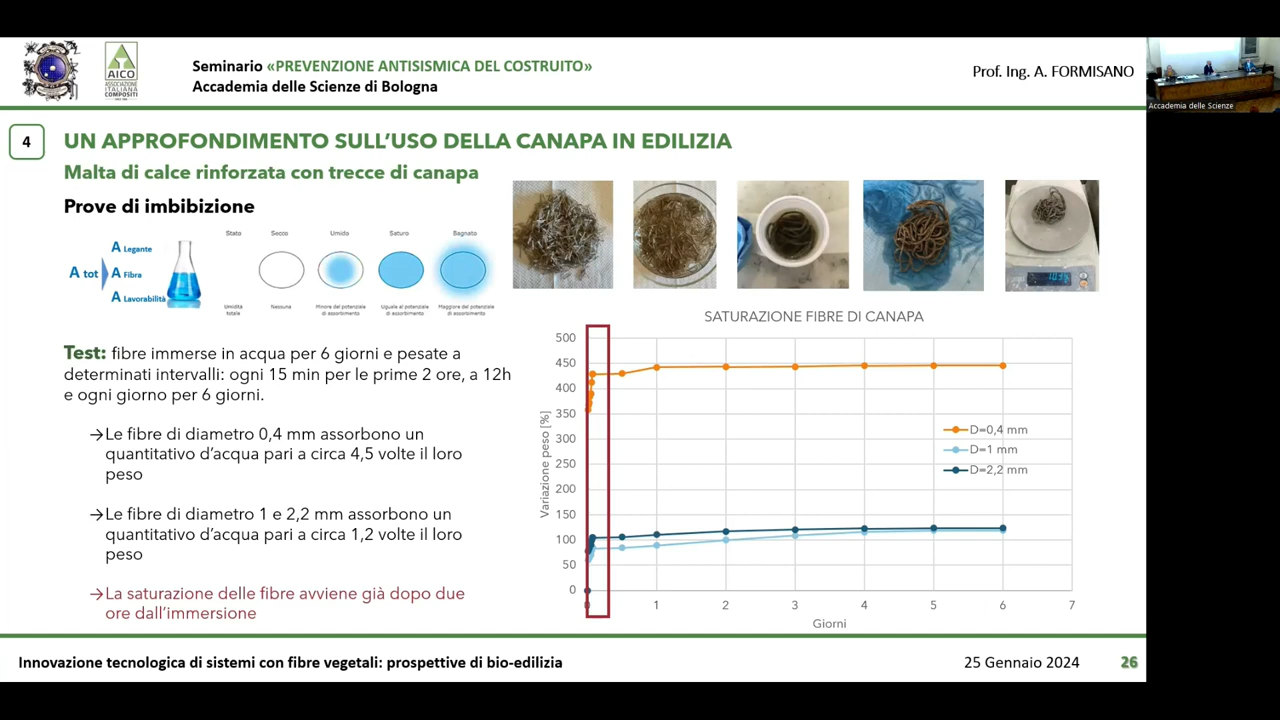 AICO
ASSOCIAZIONE
ITALIANA
COMPOSITI
Seminario «PREVENZIONE ANTISISMICA DEL COSTRUITO»
Accademia delle Scienze di Bologna
Prof. Ing. A. FORMISANO
Accademia delle Scienze
4
UN APPROFONDIMENTO SULL'USO DELLA CANAPA IN EDILIZIA
Malta di calce rinforzata con trecce di canapa
Prove di imbibizione
A tot
A Legante
A Fibra
A Lavorabilità
Stato Secco Umido Saturo Bagnato
Umidità totale
Nessuna
Minore del potenziale di assorbimento
Uguale al potenziale di assorbimento
Maggiore del potenziale di assorbimento
Test: fibre immerse in acqua per 6 giorni e pesate a
determinati intervalli: ogni 15 min per le prime 2 ore, a 12h
e ogni giorno per 6 giorni.
→Le fibre di diametro 0,4 mm assorbono un
quantitativo d'acqua pari a circa 4,5 volte il loro
peso
→Le fibre di diametro 1 e 2,2 mm assorbono un
quantitativo d'acqua pari a circa 1,2 volte il loro
peso
→La saturazione delle fibre avviene già dopo due
ore dall'immersione
SATURAZIONE FIBRE DI CANAPA
Variazione peso [%]
500
450
400
350
300
250
200
150
100
50
0
0 1 2 3 4 5 6 7
Giorni
D=0,4 mm
D=1 mm
D=2,2 mm
Innovazione tecnologica di sistemi con fibre vegetali: prospettive di bio-edilizia
25 Gennaio 2024
26